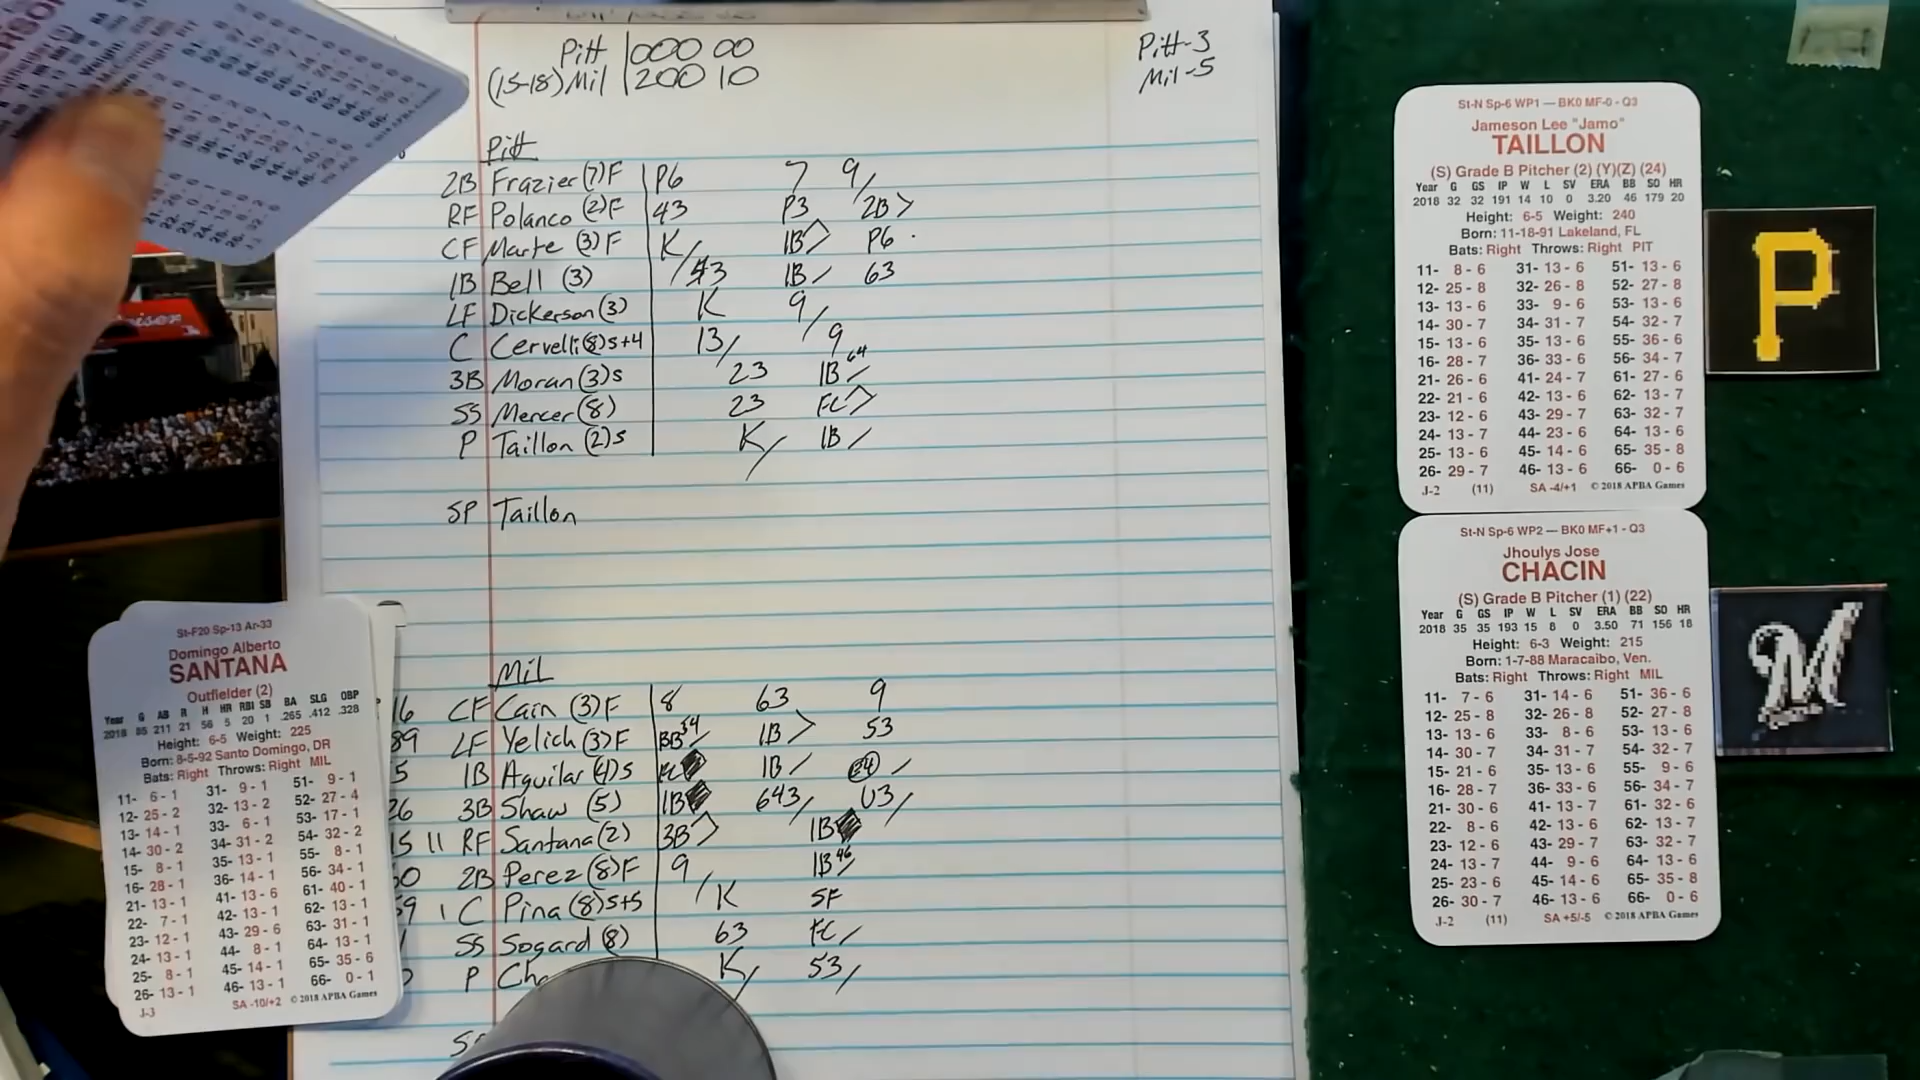 Pitt 000 00
(15-18) Mil 200 10
Pitt-3
Mil-5
Pitt
2B Frazier (7)F P6 7 9
RF Polanco (2)F 43 P3 2B
CF Marte (3)F K 1B P6
1B Bell (3) 43 1B 63
LF Dickerson (3) K 9
C Cervelli (8)s+4 13 9
3B Moran (3)s 23 1B 64
SS Mercer (8) 23 FC
P Taillon (2)s K 1B
SP Taillon
Mil
16 CF Cain (3)F 8 63 9
89 LF Yelich (3)F BB 54 1B 53
5 1B Aguilar (4)s FC 1B 34
26 3B Shaw (5) 1B 643 U3
15 11 RF Santana (2) 3B 1B
2B Perez (8)F 9 1B 46
1 C Pina (8)s+5 K SF
SS Sogard (8) 63 FC
P Cha K 53
St-N Sp-6 WP1 — BK0 MF-0 - Q3
Jameson Lee "Jamo"
TAILLON
(S) Grade B Pitcher (2) (Y)(Z) (24)
Year G GS IP W L SV ERA BB SO HR
2018 32 32 191 14 10 0 3.20 46 179 20
Height: 6-5 Weight: 240
Born: 11-18-91 Lakeland, FL
Bats: Right Throws: Right PIT
11- 8 - 6 31- 13 - 6 51- 13 - 6
12- 25 - 8 32- 26 - 8 52- 27 - 8
13- 13 - 6 33- 9 - 6 53- 13 - 6
14- 30 - 7 34- 31 - 7 54- 32 - 7
15- 13 - 6 35- 13 - 6 55- 36 - 6
16- 28 - 7 36- 33 - 6 56- 34 - 7
21- 26 - 6 41- 24 - 7 61- 27 - 6
22- 21 - 6 42- 13 - 6 62- 13 - 7
23- 12 - 6 43- 29 - 7 63- 32 - 7
24- 13 - 7 44- 23 - 6 64- 13 - 6
25- 13 - 6 45- 14 - 6 65- 35 - 8
26- 29 - 7 46- 13 - 6 66- 0 - 6
J-2 (11) SA -4/+1 © 2018 APBA Games
P
St-N Sp-6 WP2 — BK0 MF+1 - Q3
Jhoulys Jose
CHACIN
(S) Grade B Pitcher (1) (22)
Year G GS IP W L SV ERA BB SO HR
2018 35 35 193 15 8 0 3.50 71 156 18
Height: 6-3 Weight: 215
Born: 1-7-88 Maracaibo, Ven.
Bats: Right Throws: Right MIL
11- 7 - 6 31- 14 - 6 51- 36 - 6
12- 25 - 8 32- 26 - 8 52- 27 - 8
13- 13 - 6 33- 8 - 6 53- 13 - 6
14- 30 - 7 34- 31 - 7 54- 32 - 7
15- 21 - 6 35- 13 - 6 55- 9 - 6
16- 28 - 7 36- 33 - 6 56- 34 - 7
21- 30 - 6 41- 13 - 7 61- 32 - 6
22- 8 - 6 42- 13 - 6 62- 13 - 7
23- 12 - 6 43- 29 - 7 63- 32 - 7
24- 13 - 7 44- 9 - 6 64- 13 - 6
25- 23 - 6 45- 14 - 6 65- 35 - 8
26- 30 - 7 46- 13 - 6 66- 0 - 6
J-2 (11) SA +5/-5 © 2018 APBA Games
M
St-F20 Sp-13 Ar-33
Domingo Alberto
SANTANA
Outfielder (2)
Year G AB R H HR RBI SB BA SLG OBP
2018 85 211 21 56 5 20 1 .265 .412 .328
Height: 6-5 Weight: 225
Born: 8-5-92 Santo Domingo, DR
Bats: Right Throws: Right MIL
11- 6 - 1 31- 9 - 1 51- 9 - 1
12- 25 - 2 32- 13 - 2 52- 27 - 4
13- 14 - 1 33- 6 - 1 53- 17 - 1
14- 30 - 2 34- 31 - 2 54- 32 - 2
15- 8 - 1 35- 13 - 1 55- 8 - 1
16- 28 - 1 36- 14 - 1 56- 34 - 1
21- 13 - 1 41- 13 - 6 61- 40 - 1
22- 7 - 1 42- 13 - 1 62- 13 - 1
23- 12 - 1 43- 29 - 6 63- 31 - 1
24- 13 - 1 44- 8 - 1 64- 13 - 1
25- 8 - 1 45- 14 - 1 65- 35 - 6
26- 13 - 1 46- 13 - 1 66- 0 - 1
J-3 SA -10/+2 © 2018 APBA Games